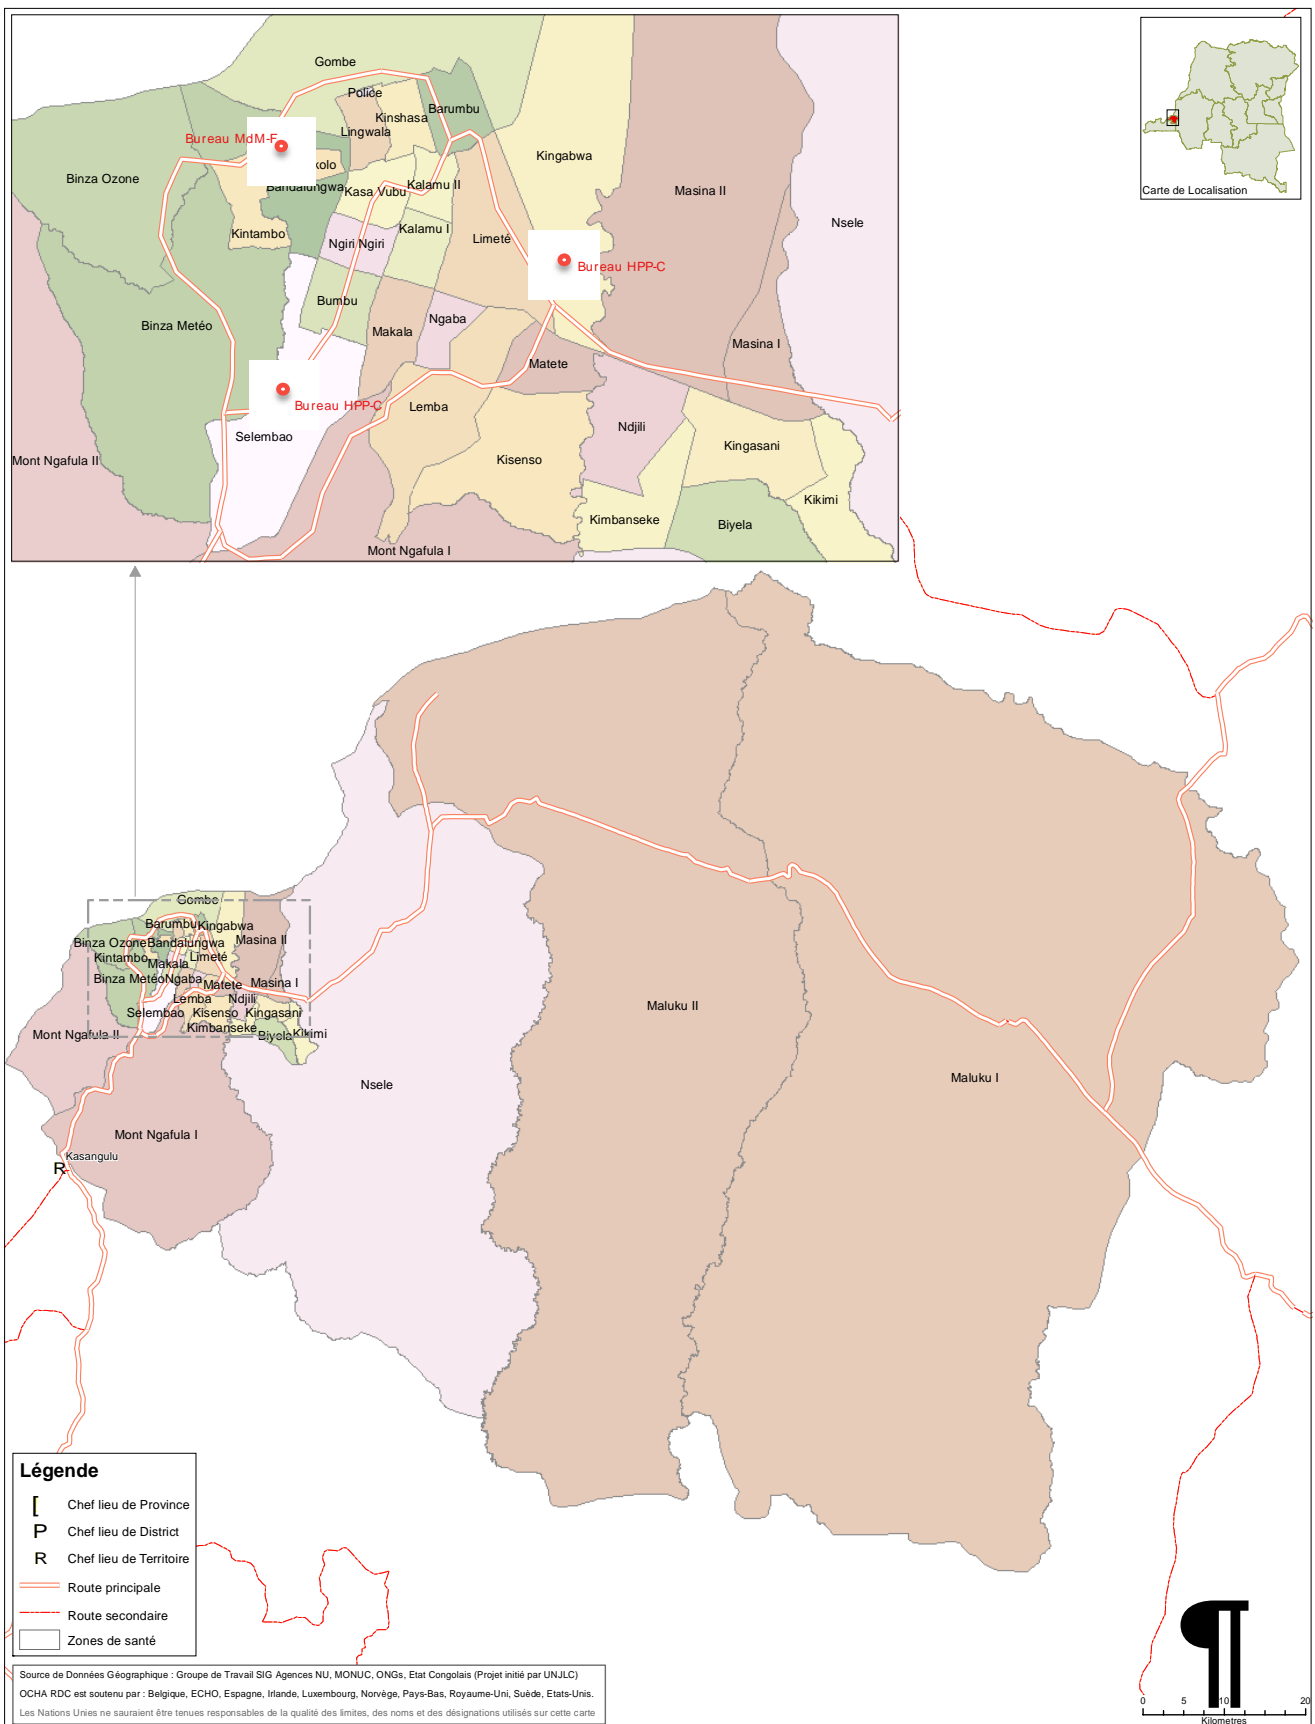 Gombe
Police
Barumbu
Kinshasa
Bureau MdM-F
Lingwala
Kingabwa
Binza Ozone
kolo
Bandalungwa
Kasa Vubu
Kalamu II
Masina II
Nsele
Kintambo
Ngiri Ngiri
Kalamu I
Limeté
Bureau HPP-C
Bumbu
Binza Metéo
Makala
Ngaba
Masina I
Matete
Bureau HPP-C
Lemba
Selembao
Ndjili
Kingasani
Mont Ngafula II
Kisenso
Kikimi
Kimbanseke
Biyela
Mont Ngafula I
Carte de Localisation
Gombe
Barumbu
Kingabwa
Binza Ozone
Bandalungwa
Masina II
Kintambo
Limeté
Makala
Binza Metéo
Ngaba
Matete
Masina I
Lemba
Ndjili
Selembao
Kisenso
Kingasani
Kimbanseke
Biyela
Kikimi
Mont Ngafula II
Maluku II
Maluku I
Nsele
Mont Ngafula I
Kasangulu
R
Légende
[ Chef lieu de Province
P Chef lieu de District
R Chef lieu de Territoire
Route principale
Route secondaire
Zones de santé
Source de Données Géographique : Groupe de Travail SIG Agences NU, MONUC, ONGs, Etat Congolais (Projet initié par UNJLC)
OCHA RDC est soutenu par : Belgique, ECHO, Espagne, Irlande, Luxembourg, Norvège, Pays-Bas, Royaume-Uni, Suède, Etats-Unis.
Les Nations Unies ne sauraient être tenues responsables de la qualité des limites, des noms et des désignations utilisés sur cette carte
¶
0 5 10 20
Kilometres